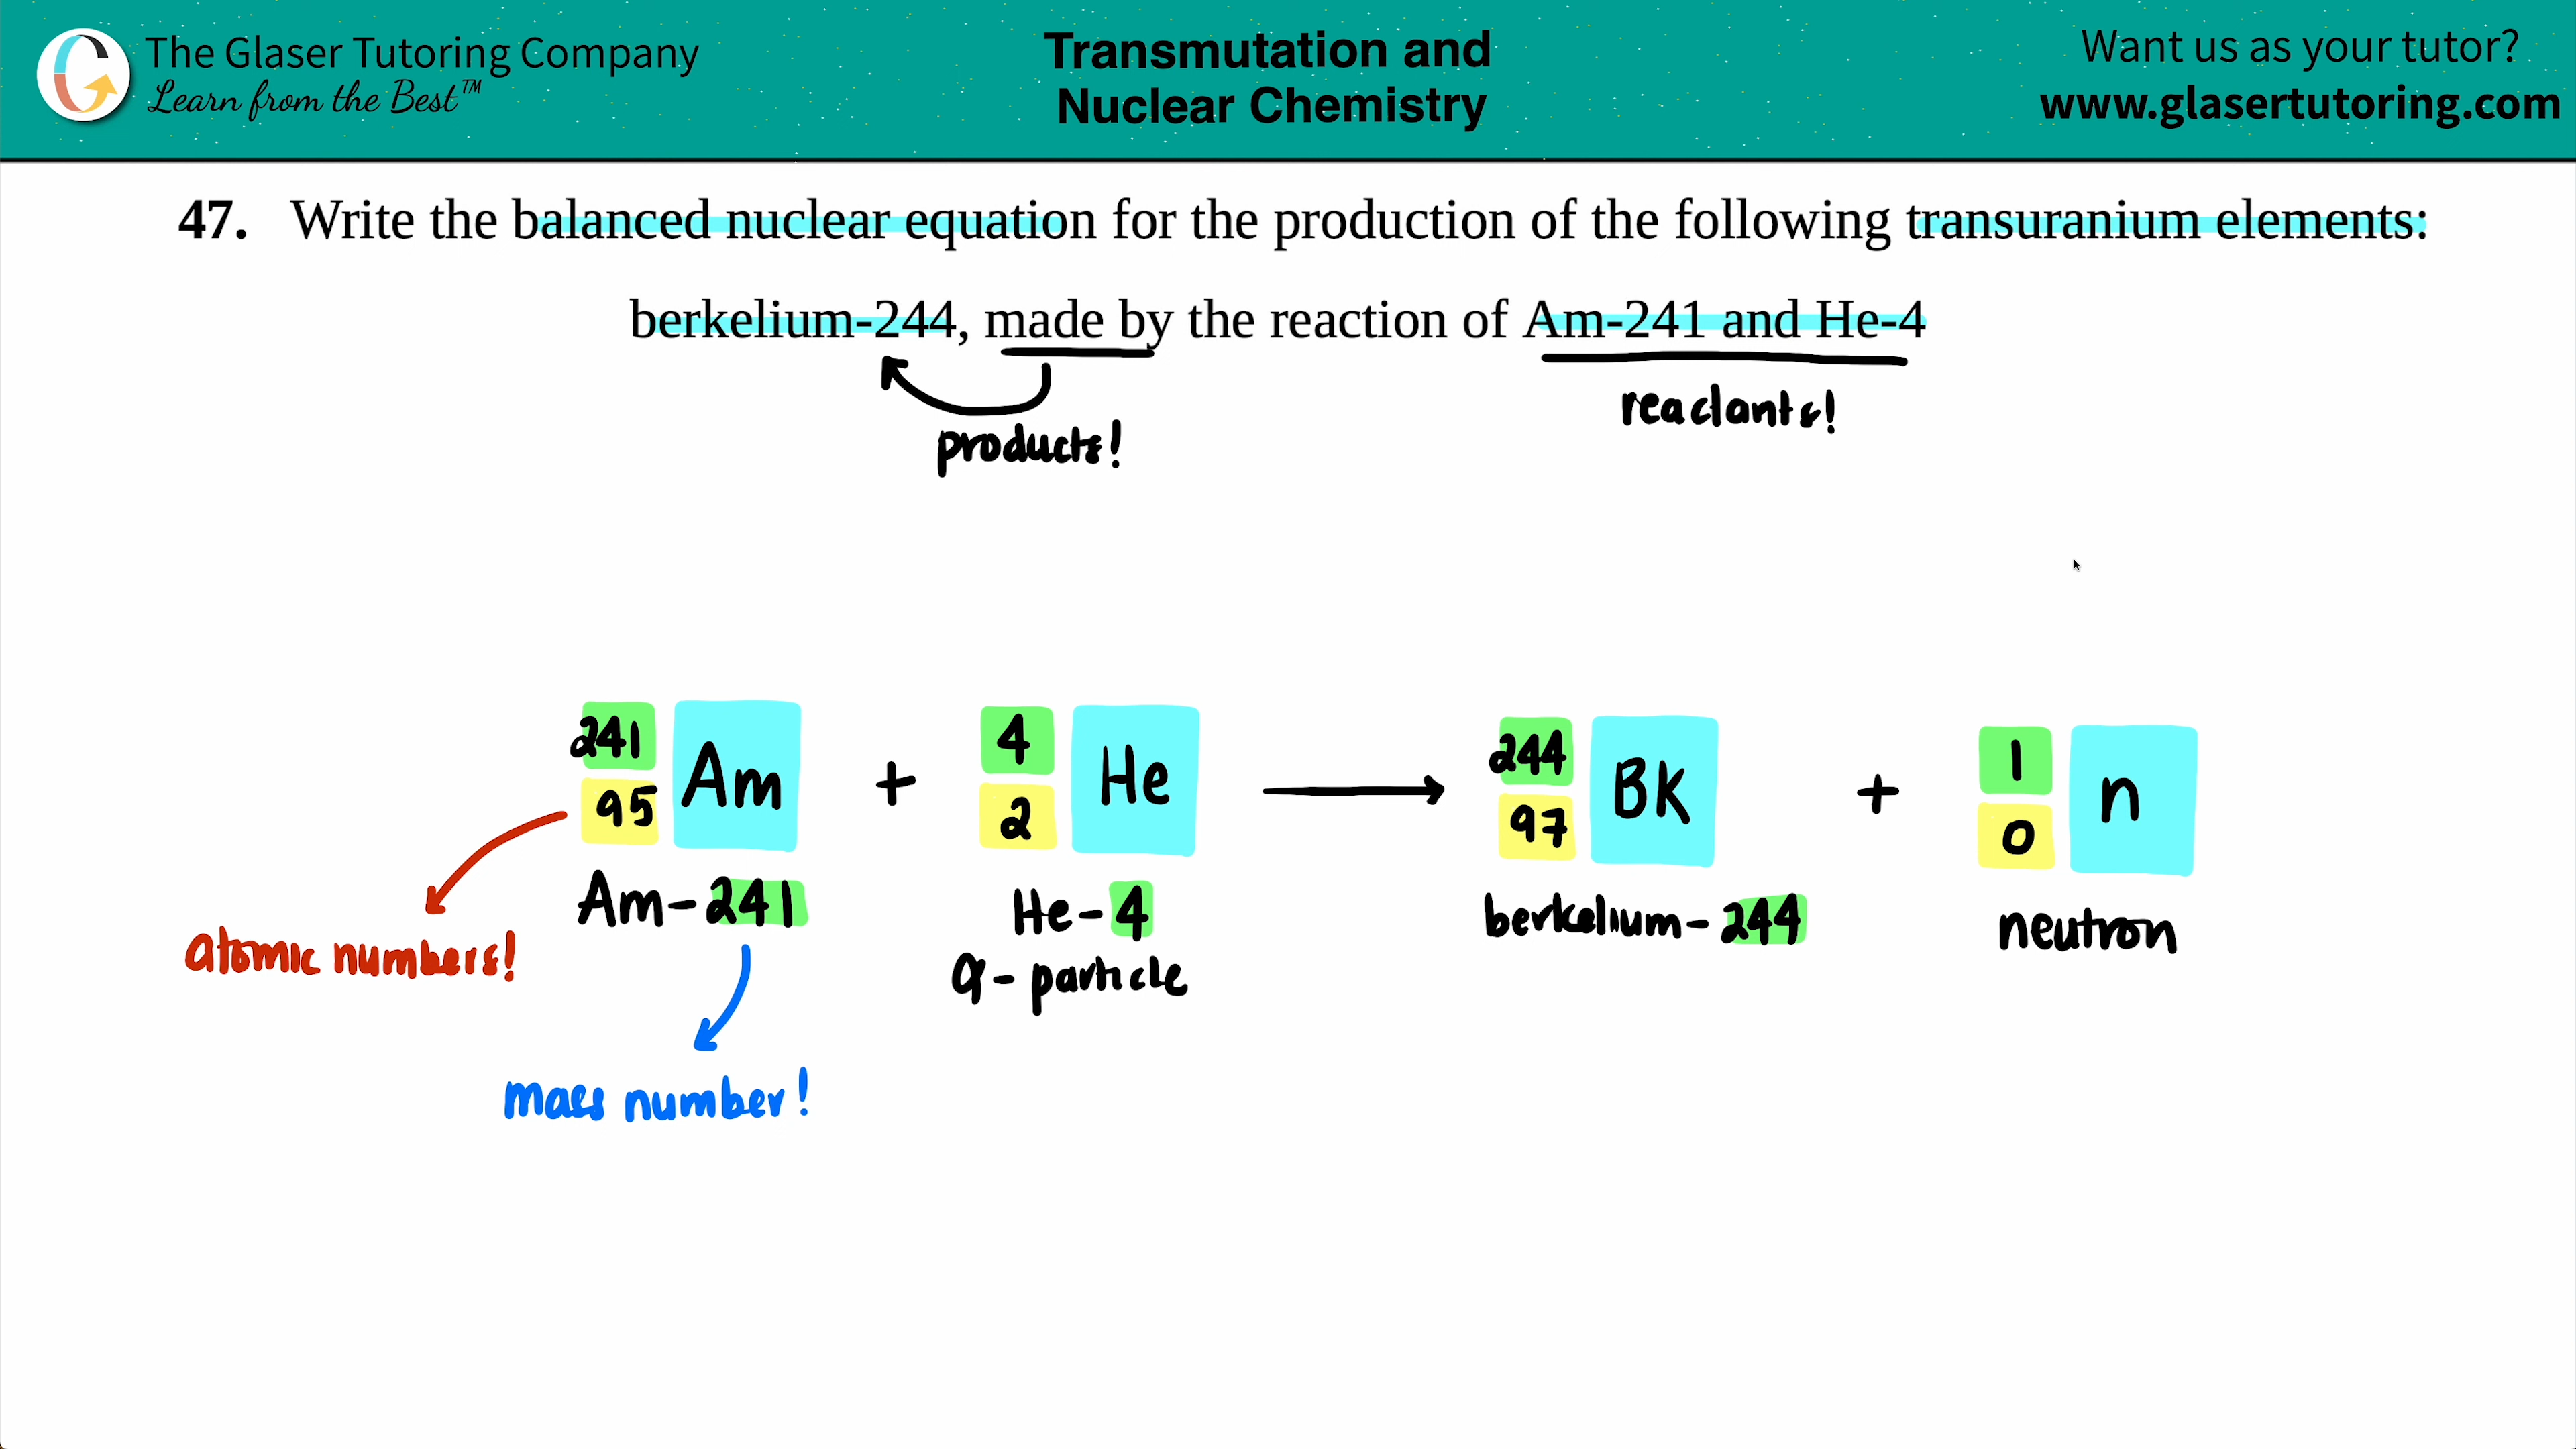 The Glaser Tutoring Company
Learn from the Best™
Transmutation and
Nuclear Chemistry
Want us as your tutor?
www.glasertutoring.com
47. Write the balanced nuclear equation for the production of the following transuranium elements:
berkelium-244, made by the reaction of Am-241 and He-4
products!
reactants!
241 4 244 1
Am + He → BK + n
95 2 97 0
Am-241 He-4 berkelium-244 neutron
α-particle
atomic numbers!
mass number!